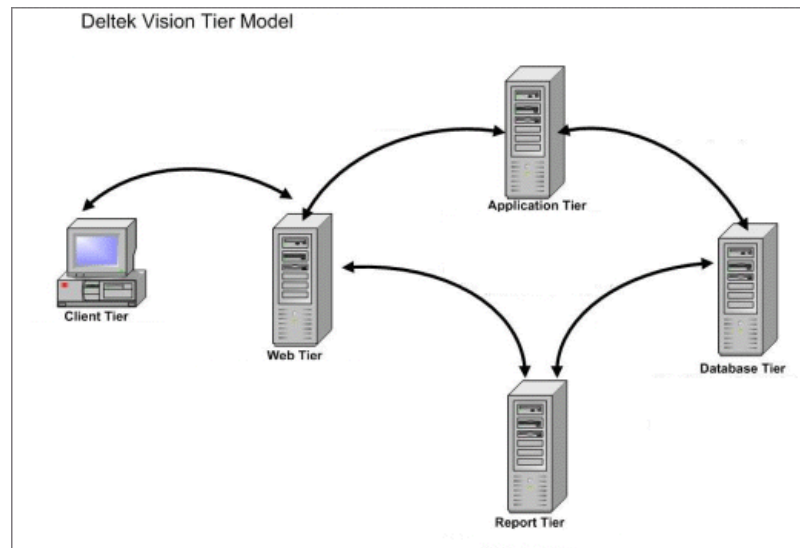 Deltek Vision Tier Model
Application Tier
Client Tier
Web Tier
Database Tier
Report Tier